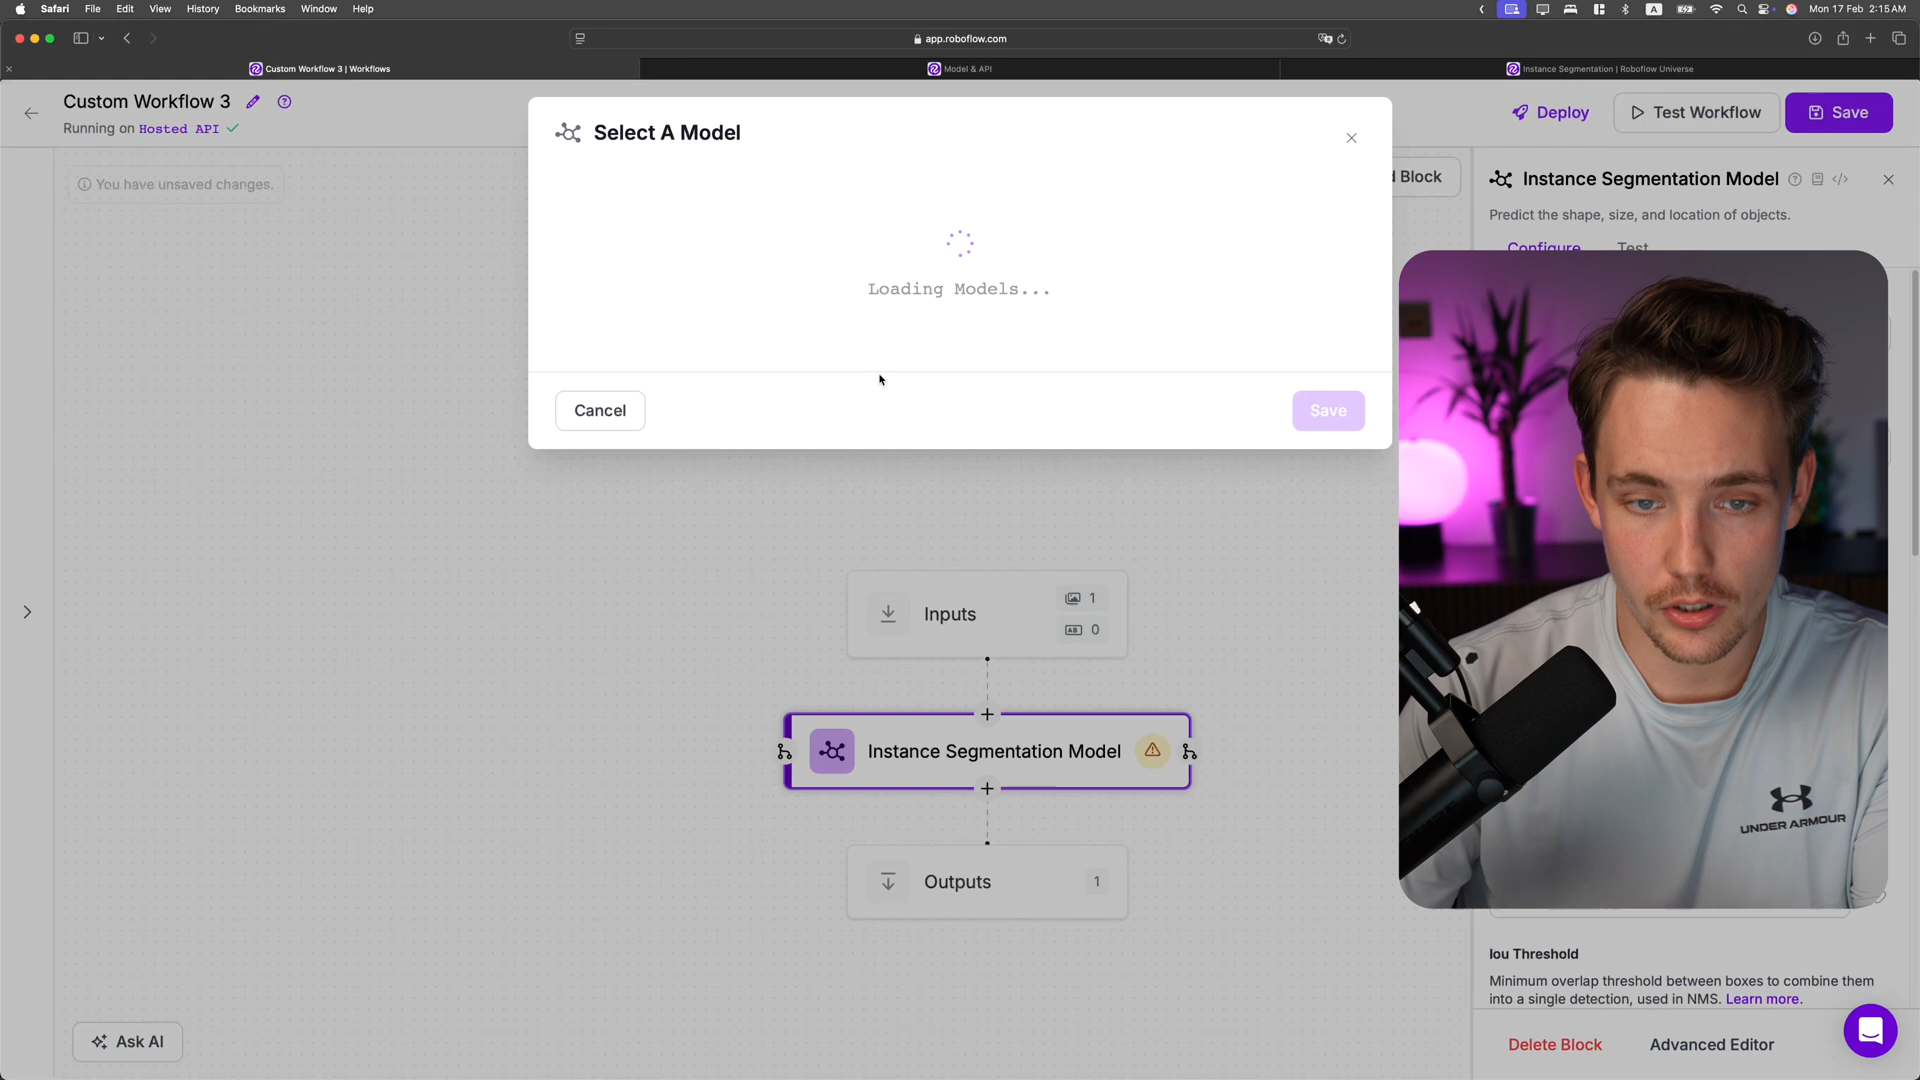 Safari File Edit View History Bookmarks Window Help
A
Mon 17 Feb 2:15 AM
app.roboflow.com
Custom Workflow 3 | Workflows
Model & API
Instance Segmentation | Roboflow Universe
Custom Workflow 3
Running on Hosted API
Deploy
Test Workflow
Save
You have unsaved changes.
Select A Model
Loading Models...
Cancel
Save
Block
Instance Segmentation Model
Predict the shape, size, and location of objects.
Configure
Test
Inputs
1
AB 0
Instance Segmentation Model
Outputs
1
UNDER ARMOUR
Iou Threshold
Minimum overlap threshold between boxes to combine them
into a single detection, used in NMS. Learn more.
Ask AI
Delete Block
Advanced Editor